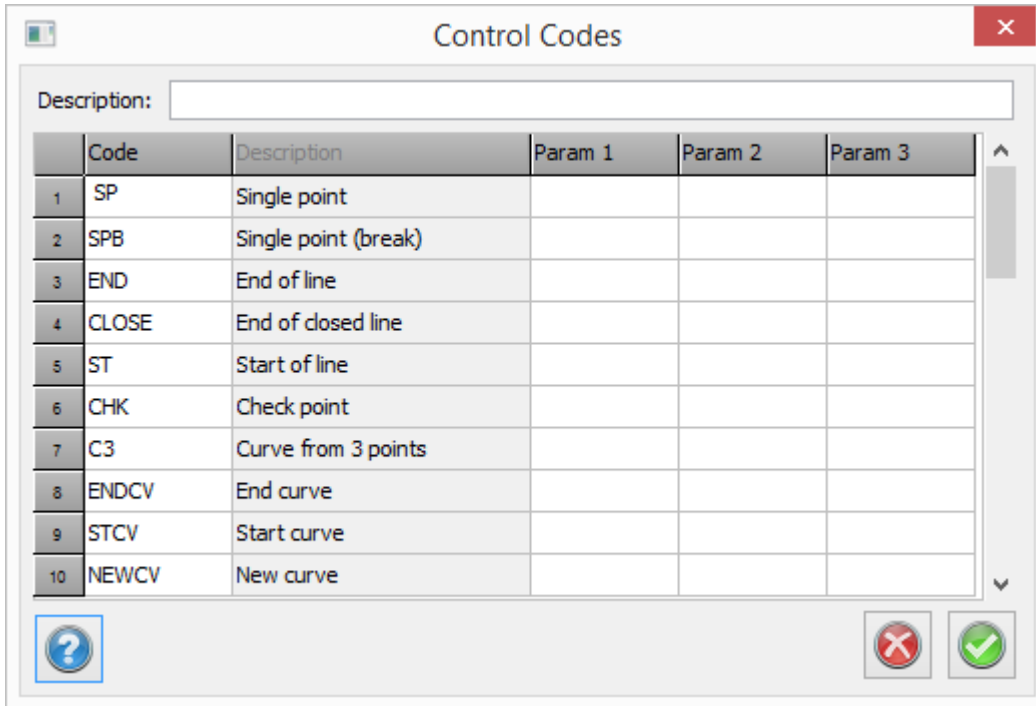 Control Codes
Description:
Code Description Param 1 Param 2 Param 3
1 SP Single point
2 SPB Single point (break)
3 END End of line
4 CLOSE End of closed line
5 ST Start of line
6 CHK Check point
7 C3 Curve from 3 points
8 ENDCV End curve
9 STCV Start curve
10 NEWCV New curve